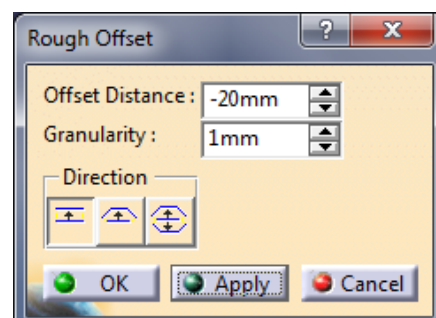 Rough Offset
?
X
Offset Distance : -20mm
Granularity : 1mm
Direction
OK Apply Cancel